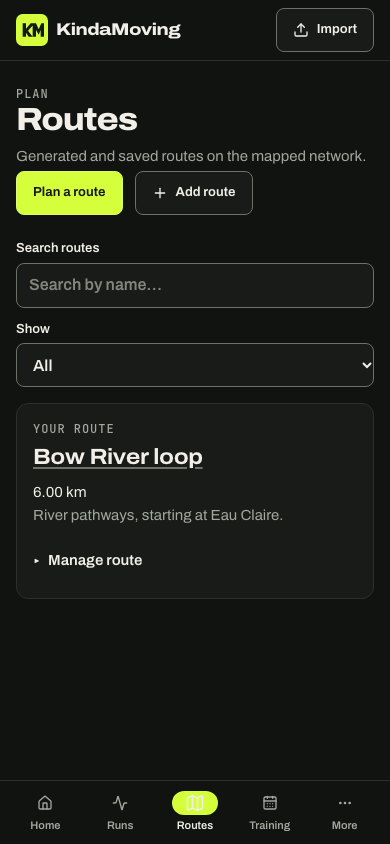 KM KindaMoving
Import
PLAN
Routes
Generated and saved routes on the mapped network.
Plan a route
+ Add route
Search routes
Search by name...
Show
All
YOUR ROUTE
Bow River loop
6.00 km
River pathways, starting at Eau Claire.
Manage route
Home
Runs
Routes
Training
More